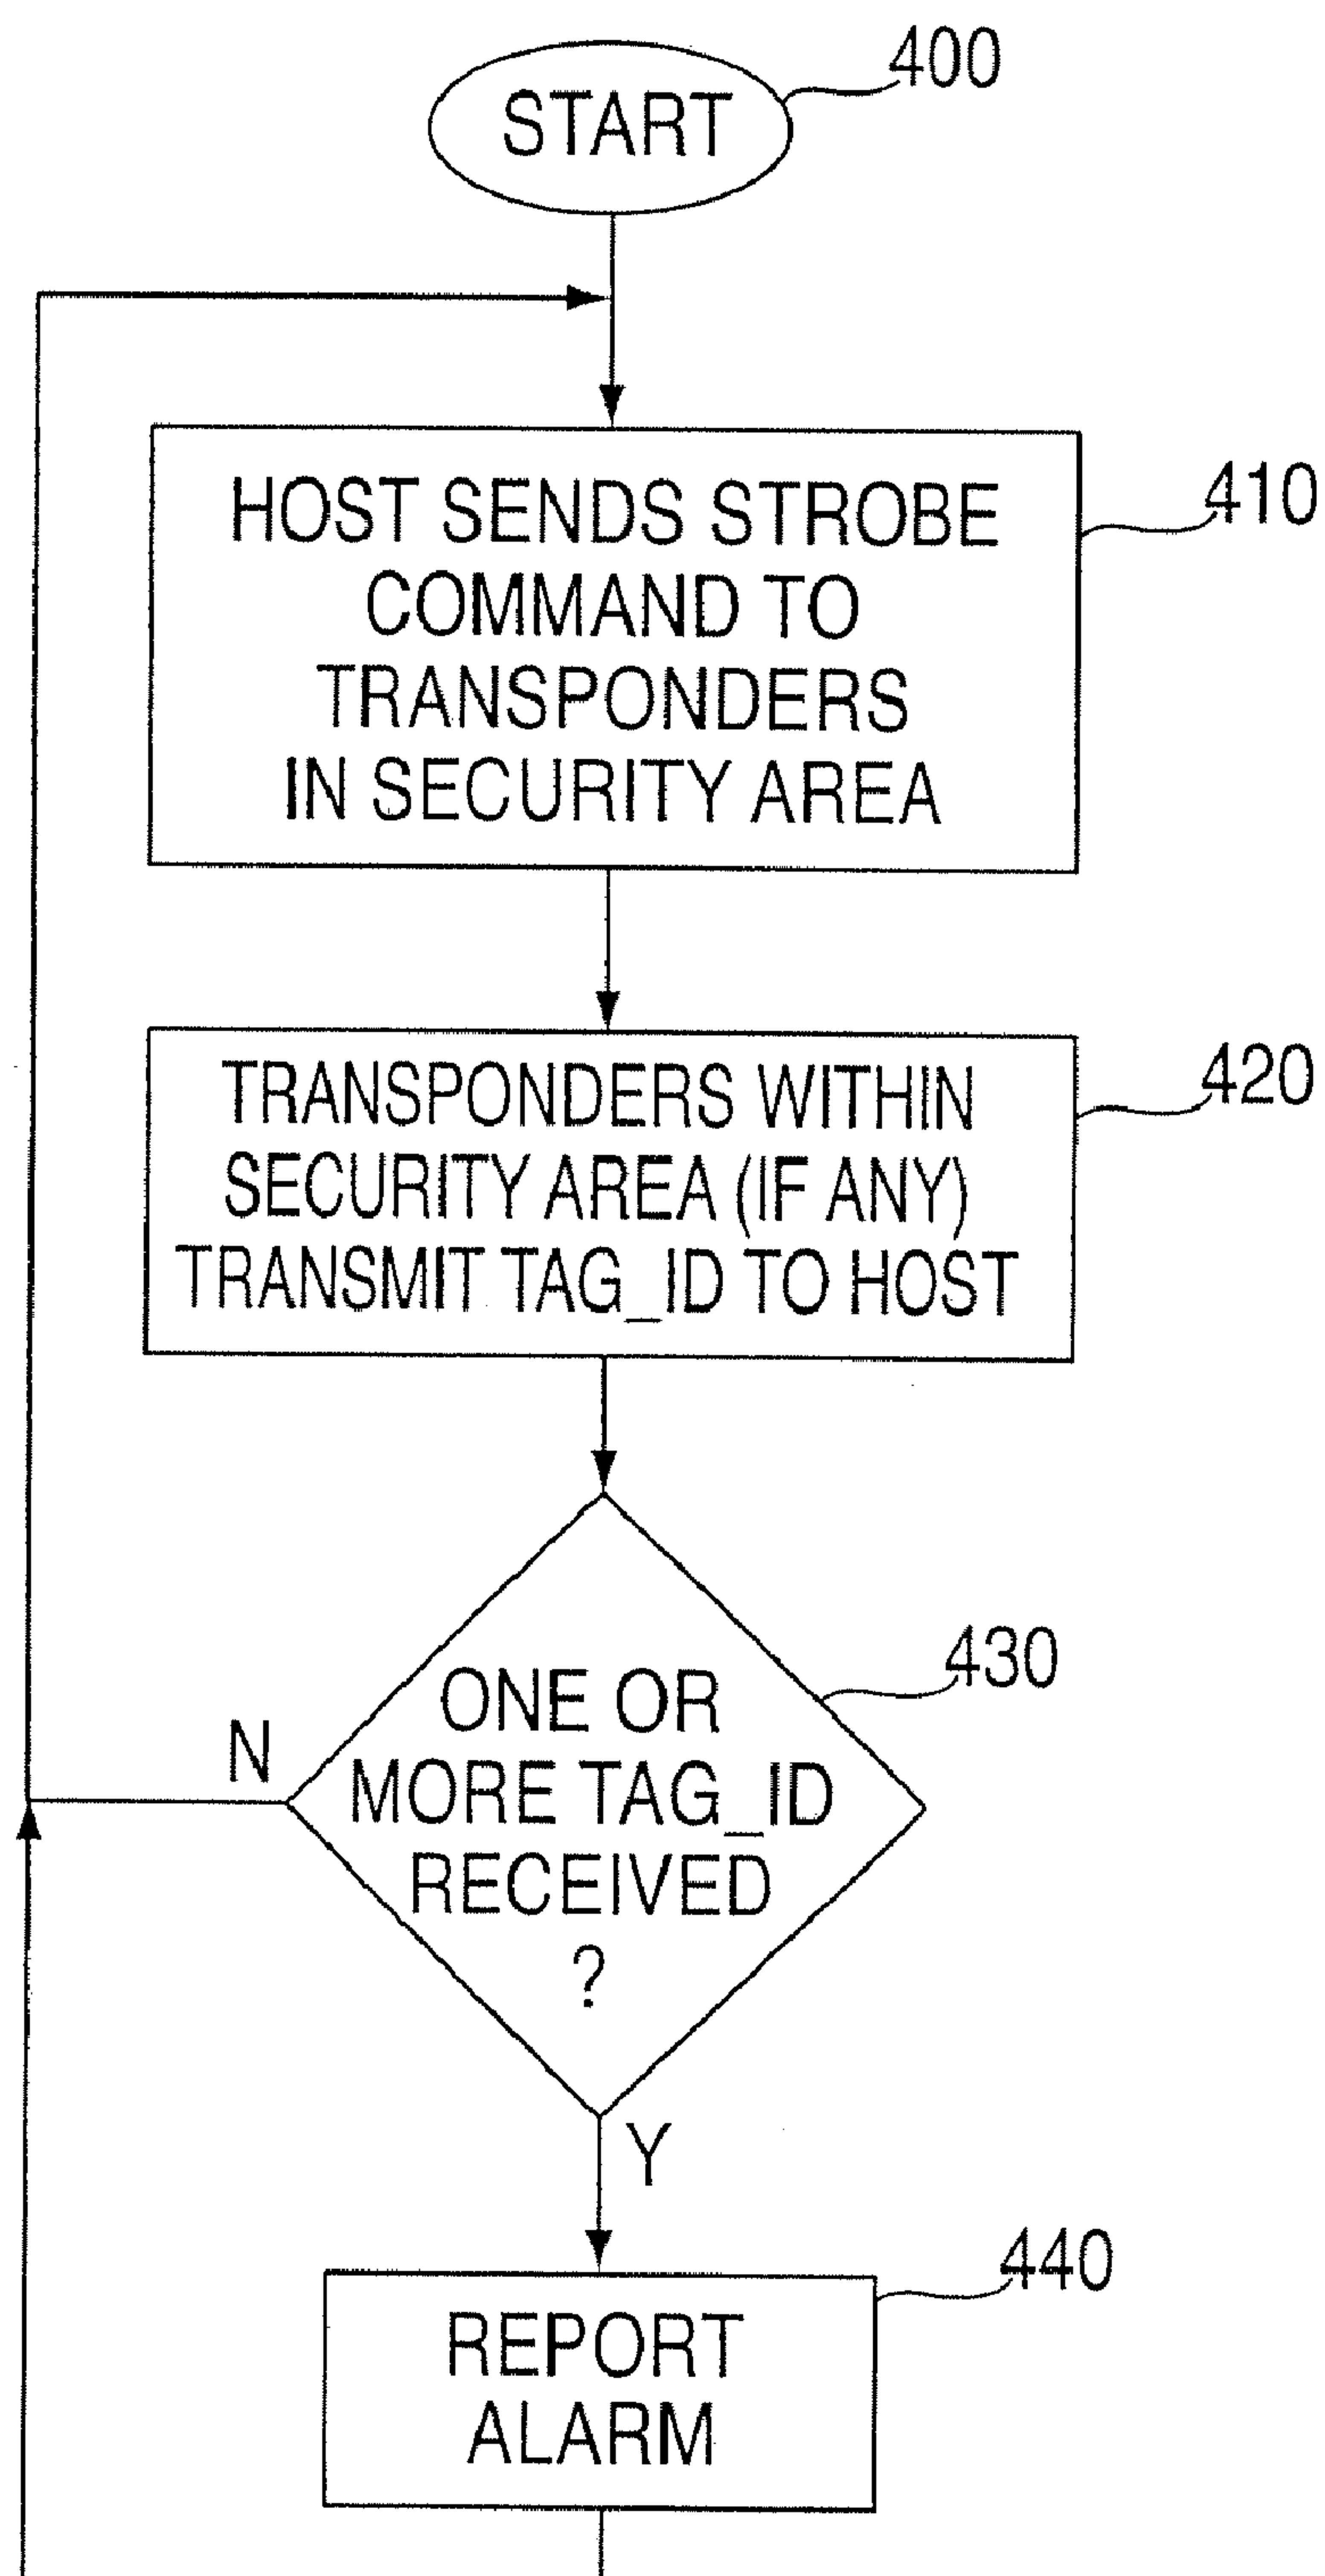 START
400
HOST SENDS STROBE
COMMAND TO
TRANSPONDERS
IN SECURITY AREA
410
TRANSPONDERS WITHIN
SECURITY AREA (IF ANY)
TRANSMIT TAG_ID TO HOST
420
ONE OR
MORE TAG_ID
RECEIVED
?
430
N
Y
REPORT
ALARM
440